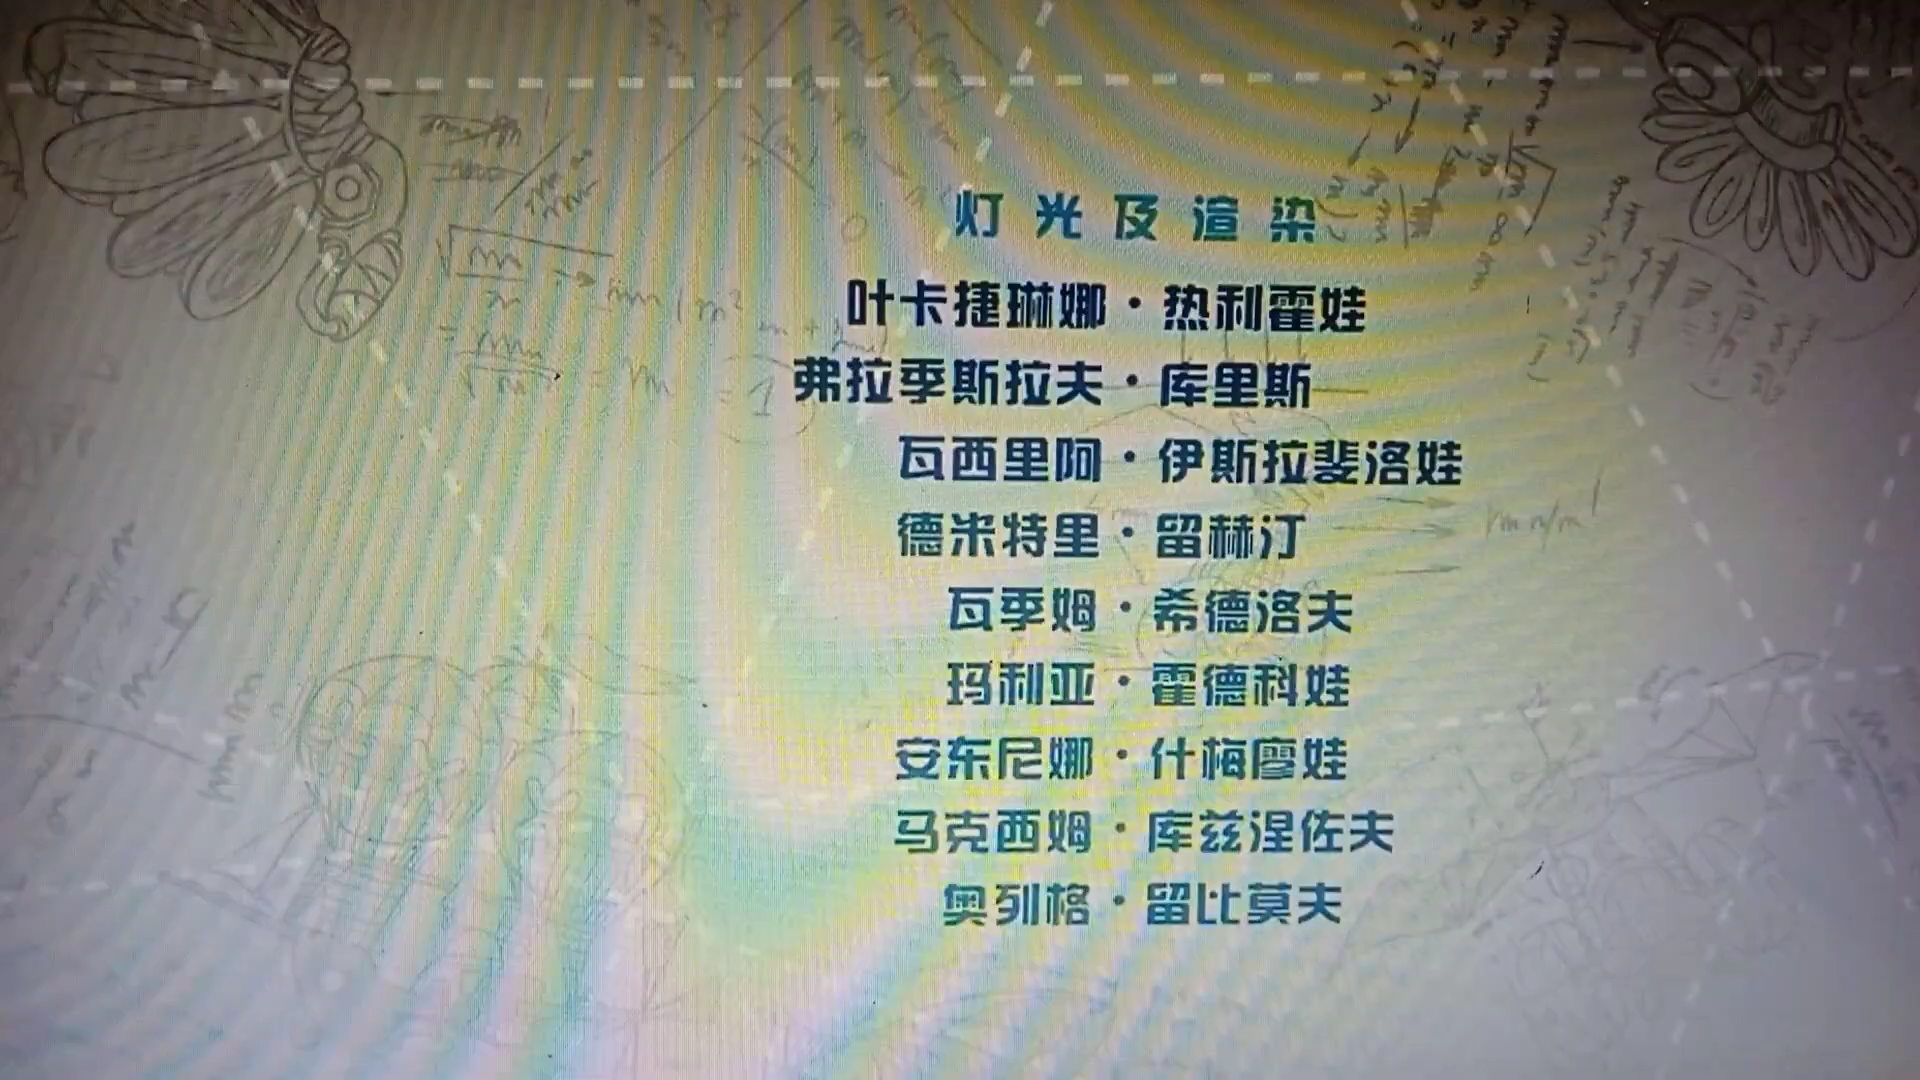 灯光及渲染
叶卡捷琳娜·热利霍娃
弗拉季斯拉夫·库里斯
瓦西里阿·伊斯拉斐洛娃
德米特里·留赫汀
瓦季姆·希德洛夫
玛利亚·霍德科娃
安东尼娜·什梅廖娃
马克西姆·库兹涅佐夫
奥列格·留比莫夫